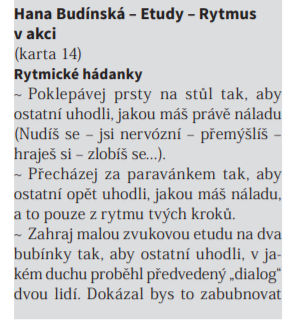 Hana Budínská – Etudy – Rytmus
v akci
(karta 14)
Rytmické hádanky
~ Poklepávej prsty na stůl tak, aby
ostatní uhodli, jakou máš právě náladu
(Nudíš se – jsi nervózní – přemýšlíš –
hraješ si – zlobíš se...).
~ Přecházej za paravánkem tak, aby
ostatní opět uhodli, jakou máš náladu,
a to pouze z rytmu tvých kroků.
~ Zahraj malou zvukovou etudu na dva
bubínky tak, aby ostatní uhodli, v ja-
kém duchu proběhl předvedený „dialog“
dvou lidí. Dokázal bys to zabubnovat